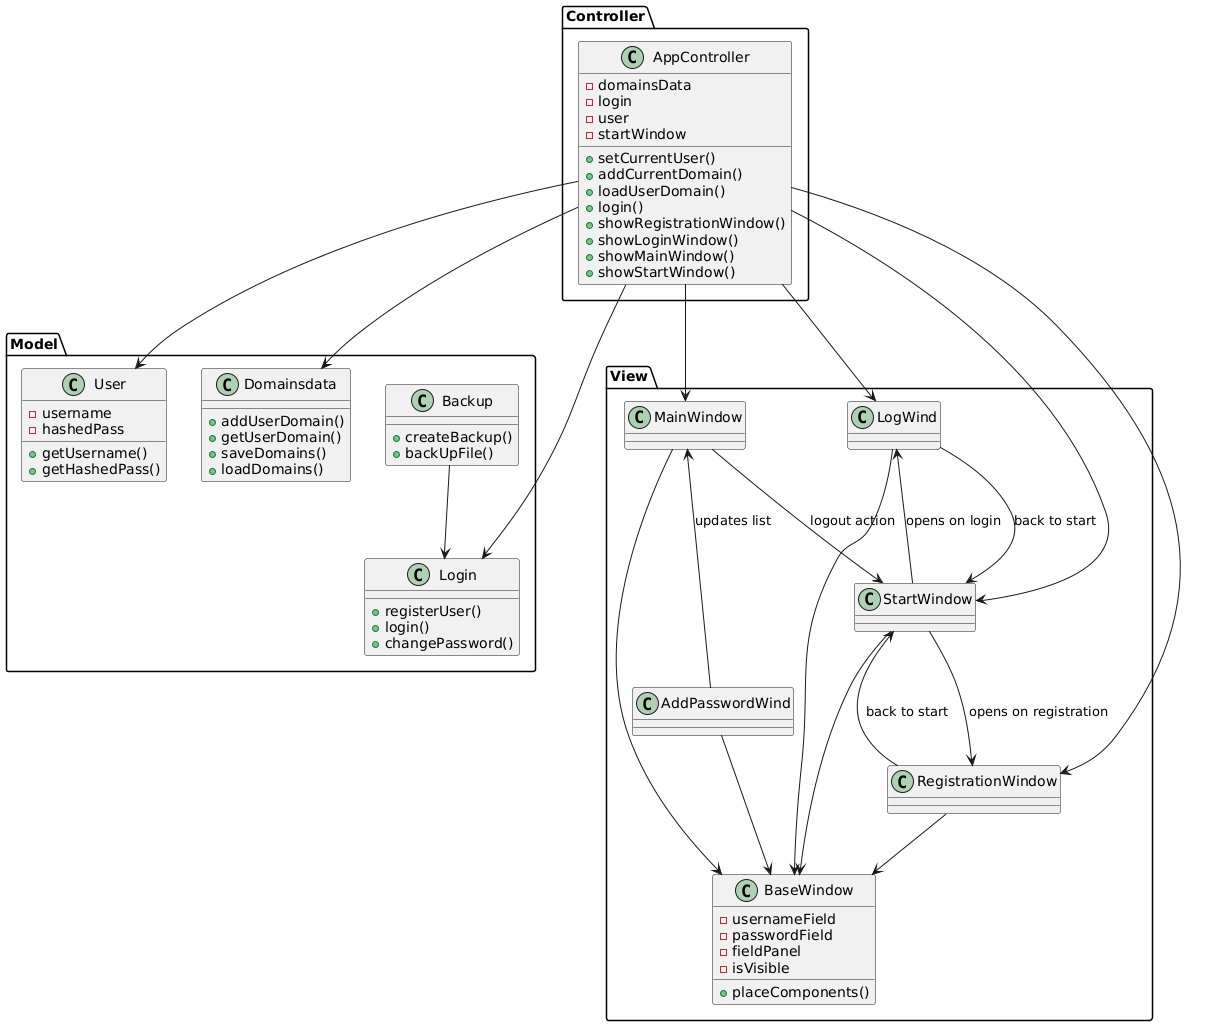 Controller
C AppController
domainsData
login
user
startWindow
setCurrentUser()
addCurrentDomain()
loadUserDomain()
login()
showRegistrationWindow()
showLoginWindow()
showMainWindow()
showStartWindow()
Model
C User
username
hashedPass
getUsername()
getHashedPass()
C Domainsdata
addUserDomain()
getUserDomain()
saveDomains()
loadDomains()
C Backup
createBackup()
backUpFile()
C Login
registerUser()
login()
changePassword()
View
C MainWindow
C LogWind
updates list
logout action
opens on login
back to start
C StartWindow
C AddPasswordWind
back to start
opens on registration
C RegistrationWindow
C BaseWindow
usernameField
passwordField
fieldPanel
isVisible
placeComponents()